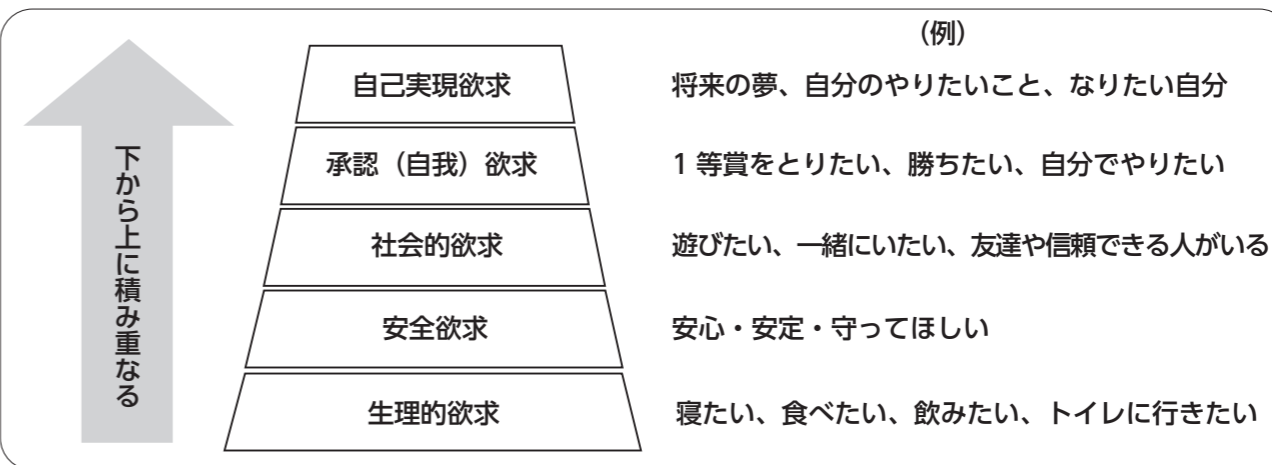 (例)
自己実現欲求 将来の夢、自分のやりたいこと、なりたい自分
承認（自我）欲求 1 等賞をとりたい、勝ちたい、自分でやりたい
社会的欲求 遊びたい、一緒にいたい、友達や信頼できる人がいる
安全欲求 安心・安定・守ってほしい
生理的欲求 寝たい、食べたい、飲みたい、トイレに行きたい
下から上に積み重なる